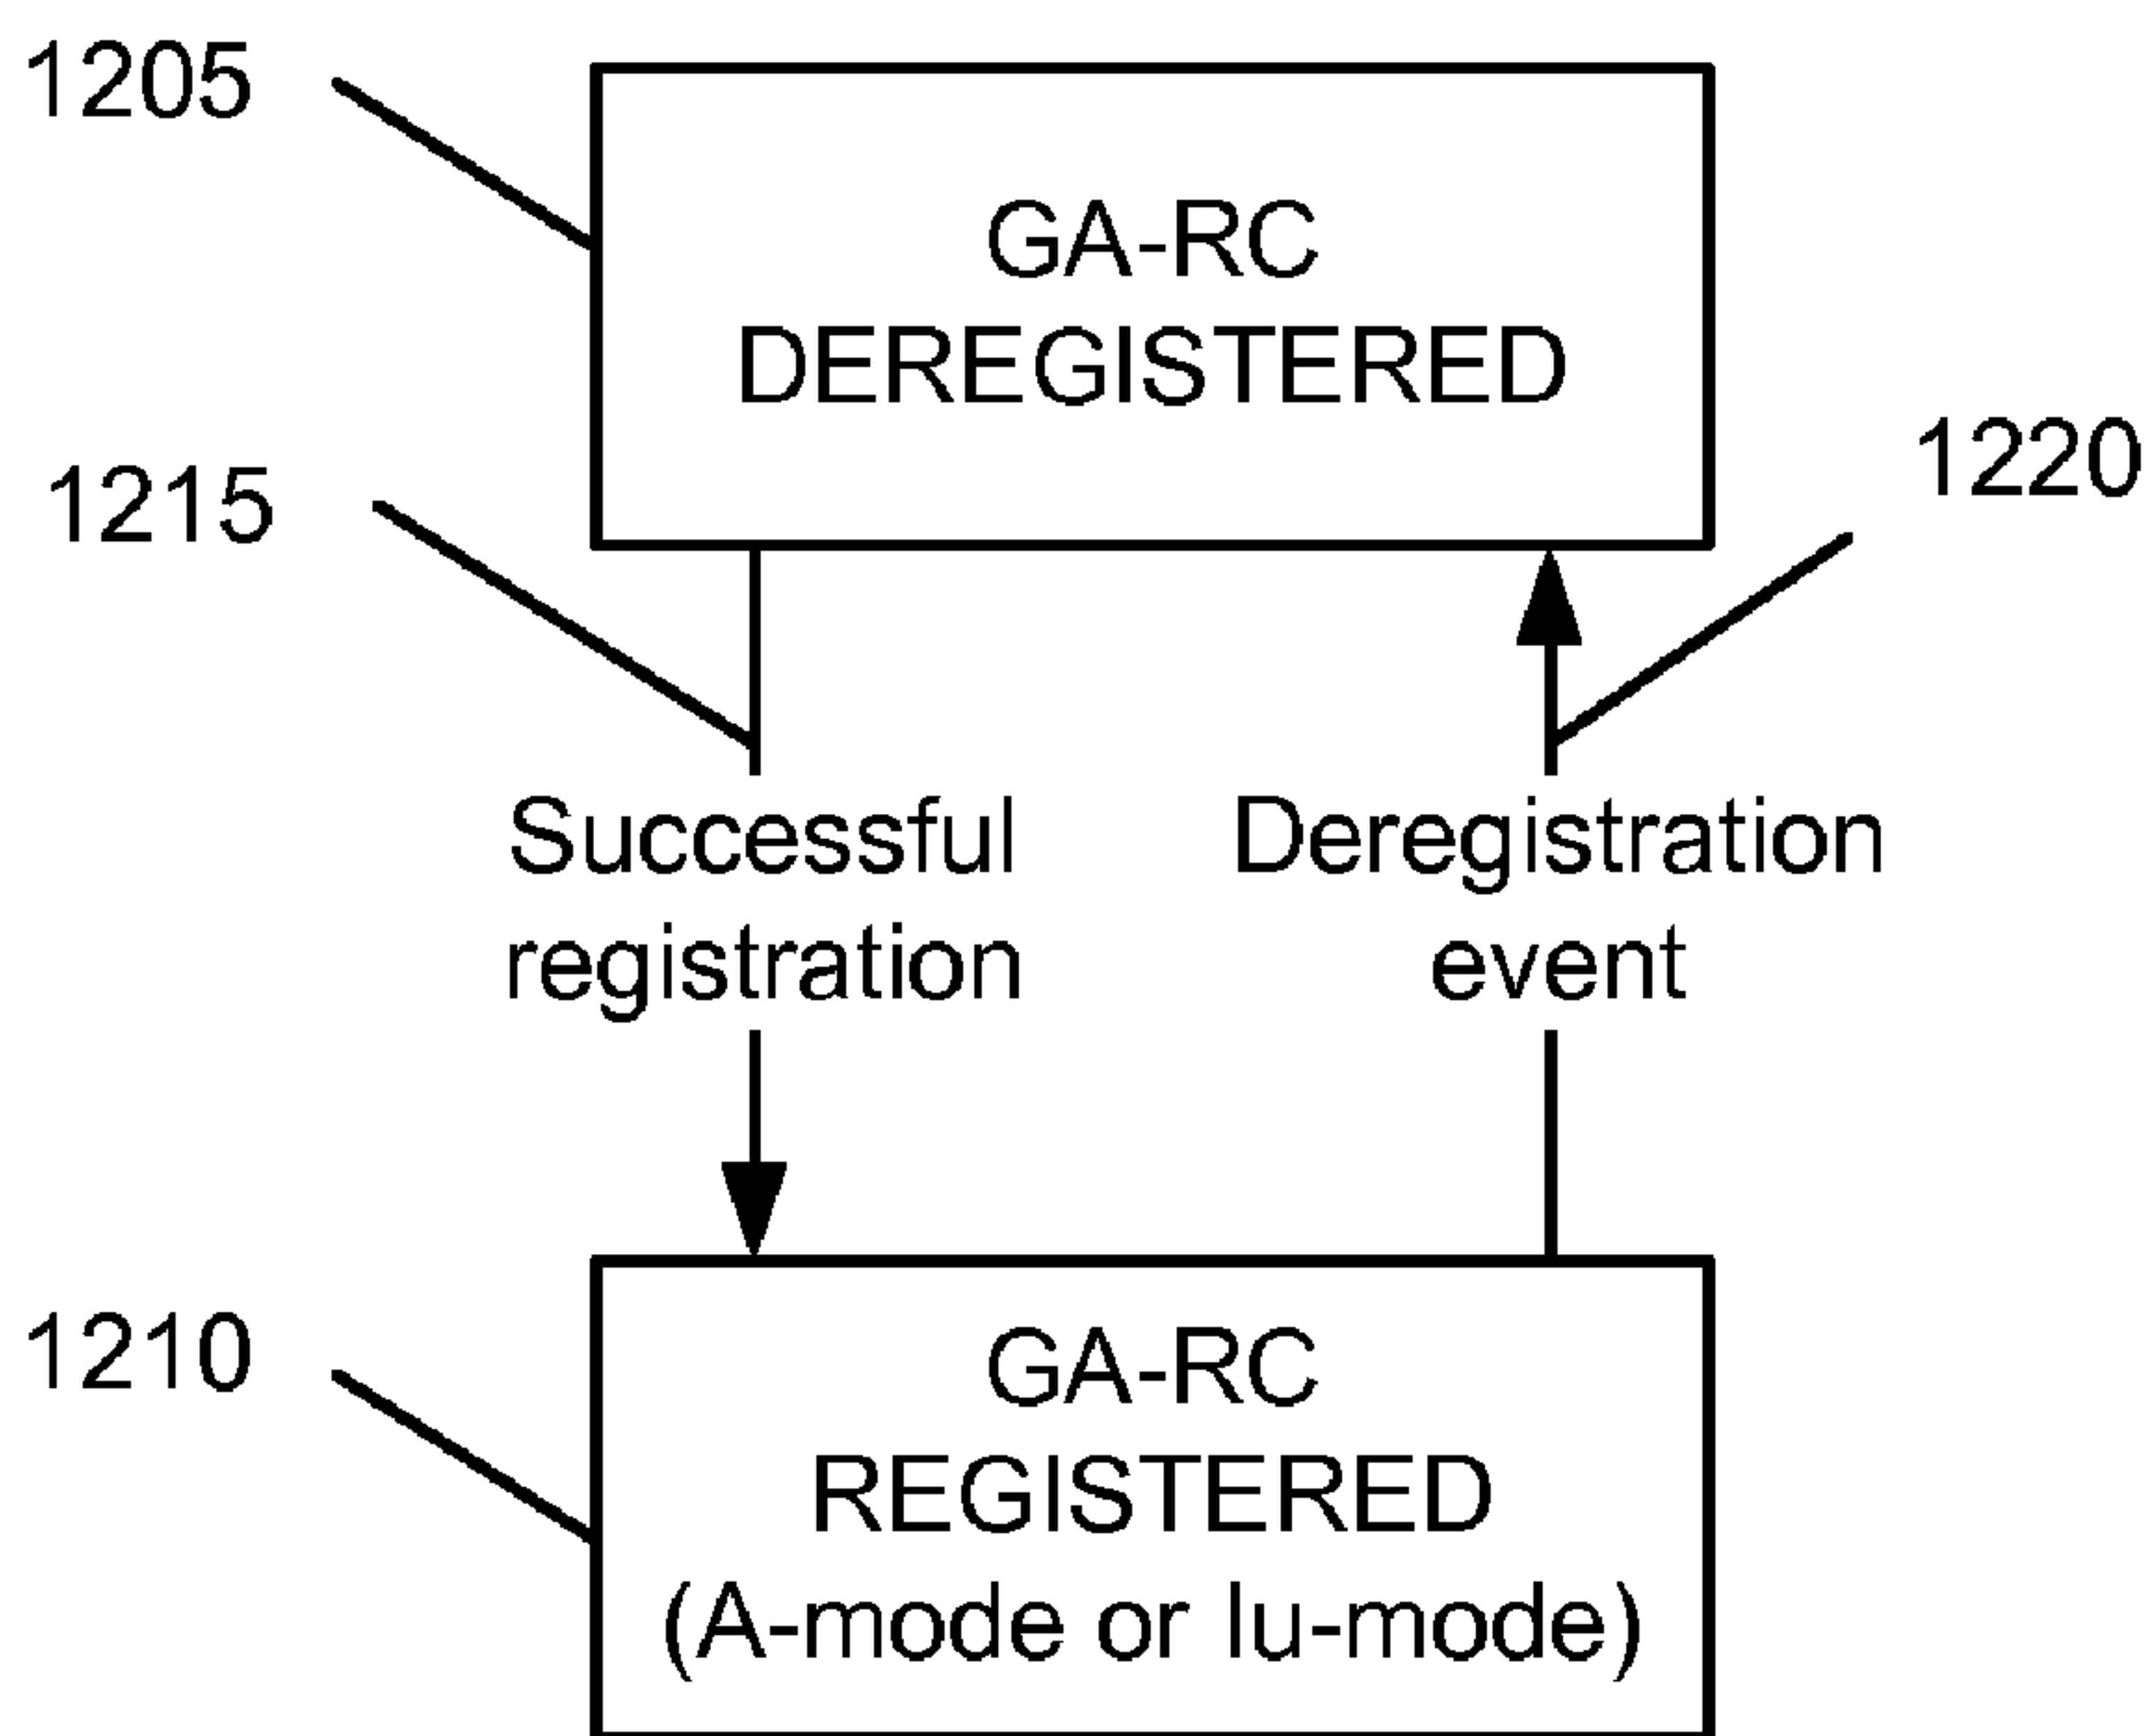 1205
GA-RC
DEREGISTERED
1215
1220
Successful
registration
Deregistration
event
1210
GA-RC
REGISTERED
(A-mode or Iu-mode)